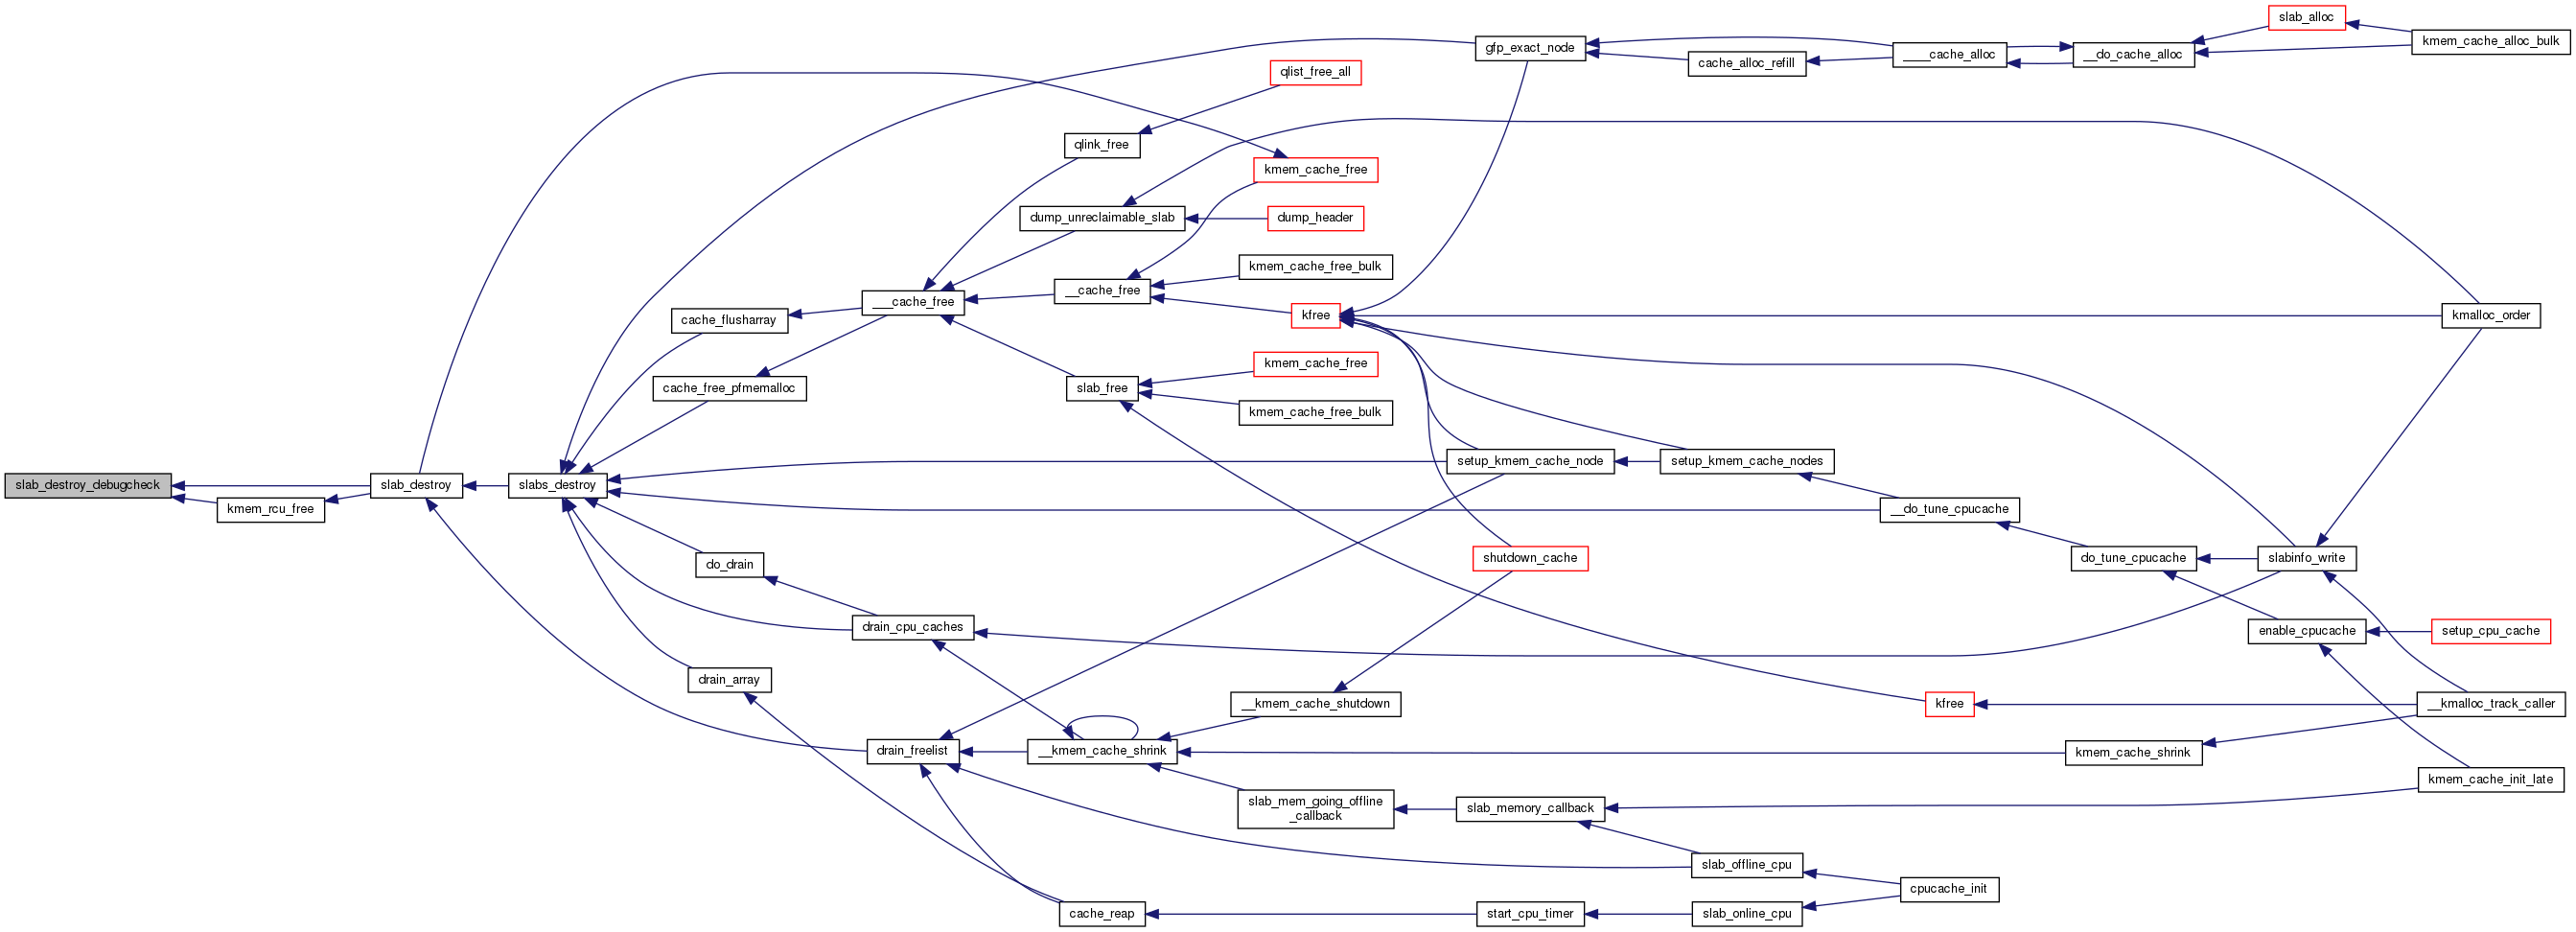 slab_destroy_debugcheck
kmem_rcu_free
slab_destroy
slabs_destroy
cache_flusharray
cache_free_pfmemalloc
do_drain
drain_array
___cache_free
drain_cpu_caches
drain_freelist
qlink_free
dump_unreclaimable_slab
__cache_free
slab_free
__kmem_cache_shrink
cache_reap
qlist_free_all
kmem_cache_free
dump_header
kmem_cache_free_bulk
kfree
kmem_cache_free
kmem_cache_free_bulk
__kmem_cache_shutdown
slab_mem_going_offline
_callback
gfp_exact_node
setup_kmem_cache_node
shutdown_cache
slab_memory_callback
start_cpu_timer
cache_alloc_refill
setup_kmem_cache_nodes
slab_offline_cpu
slab_online_cpu
____cache_alloc
__do_tune_cpucache
kfree
cpucache_init
__do_cache_alloc
do_tune_cpucache
kmem_cache_shrink
slab_alloc
slabinfo_write
enable_cpucache
kmem_cache_alloc_bulk
kmalloc_order
setup_cpu_cache
__kmalloc_track_caller
kmem_cache_init_late